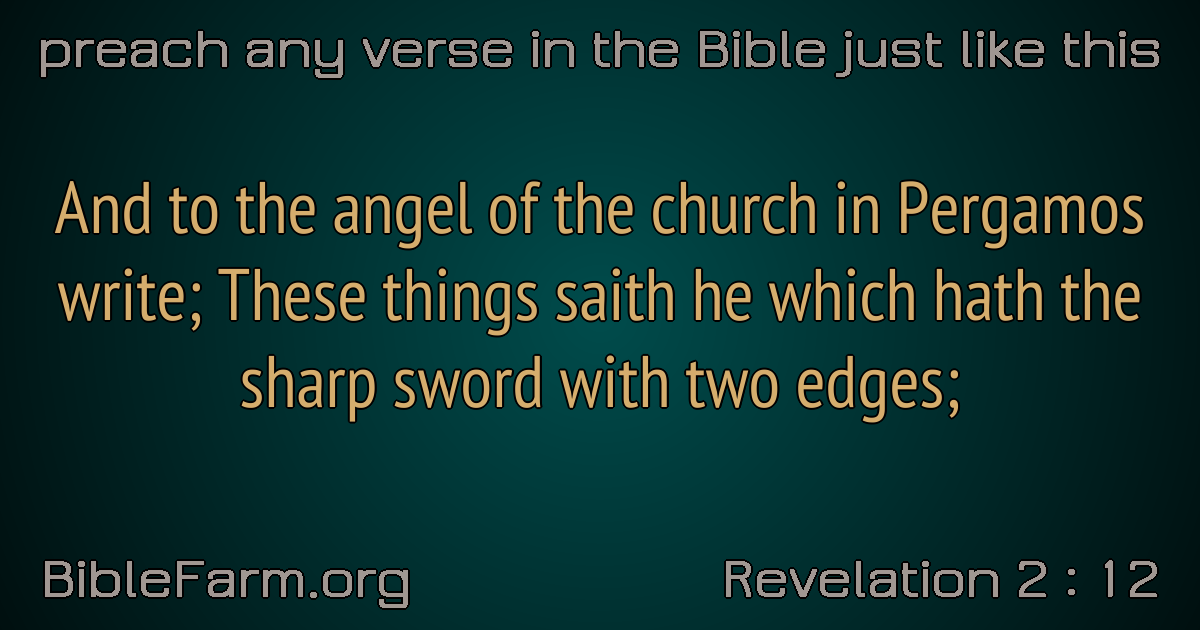 preach any verse in the Bible just like this
And to the angel of the church in Pergamos
write; These things saith he which hath the
sharp sword with two edges;
BibleFarm.org
Revelation 2 : 12